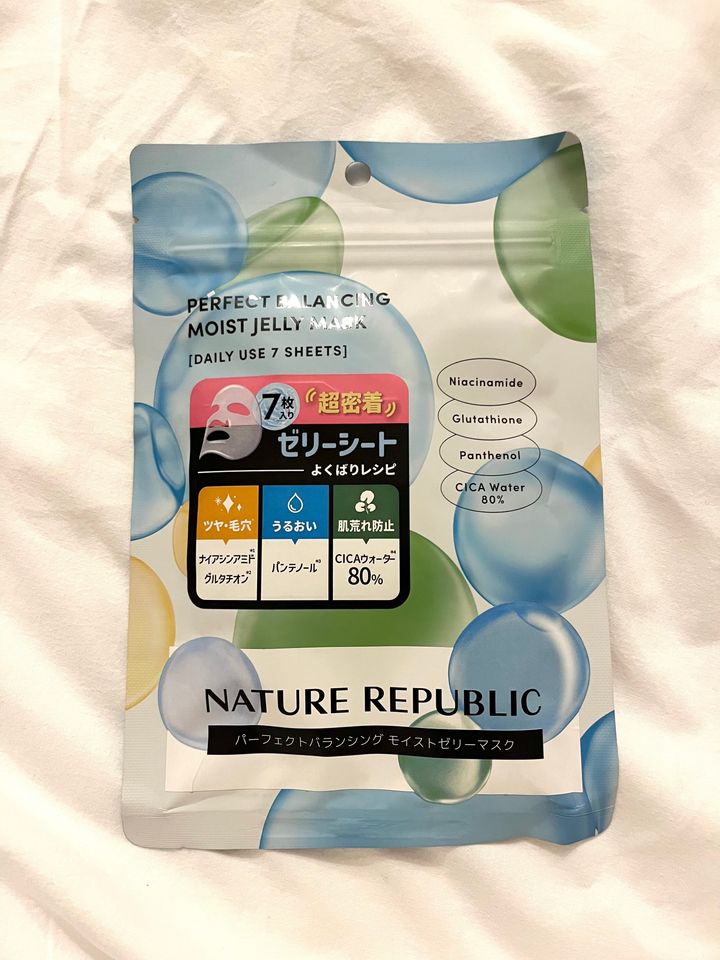 PERFECT BALANCING
MOIST JELLY MASK
[DAILY USE 7 SHEETS]
7枚入り
超密着
ゼリーシート
よくばりレシピ
ツヤ・毛穴
ナイアシンアミド*1
グルタチオン*2
うるおい
パンテノール*3
肌荒れ防止
CICAウォーター*4
80%
Niacinamide
Glutathione
Panthenol
CICA Water
80%
NATURE REPUBLIC
パーフェクトバランシング モイストゼリーマスク